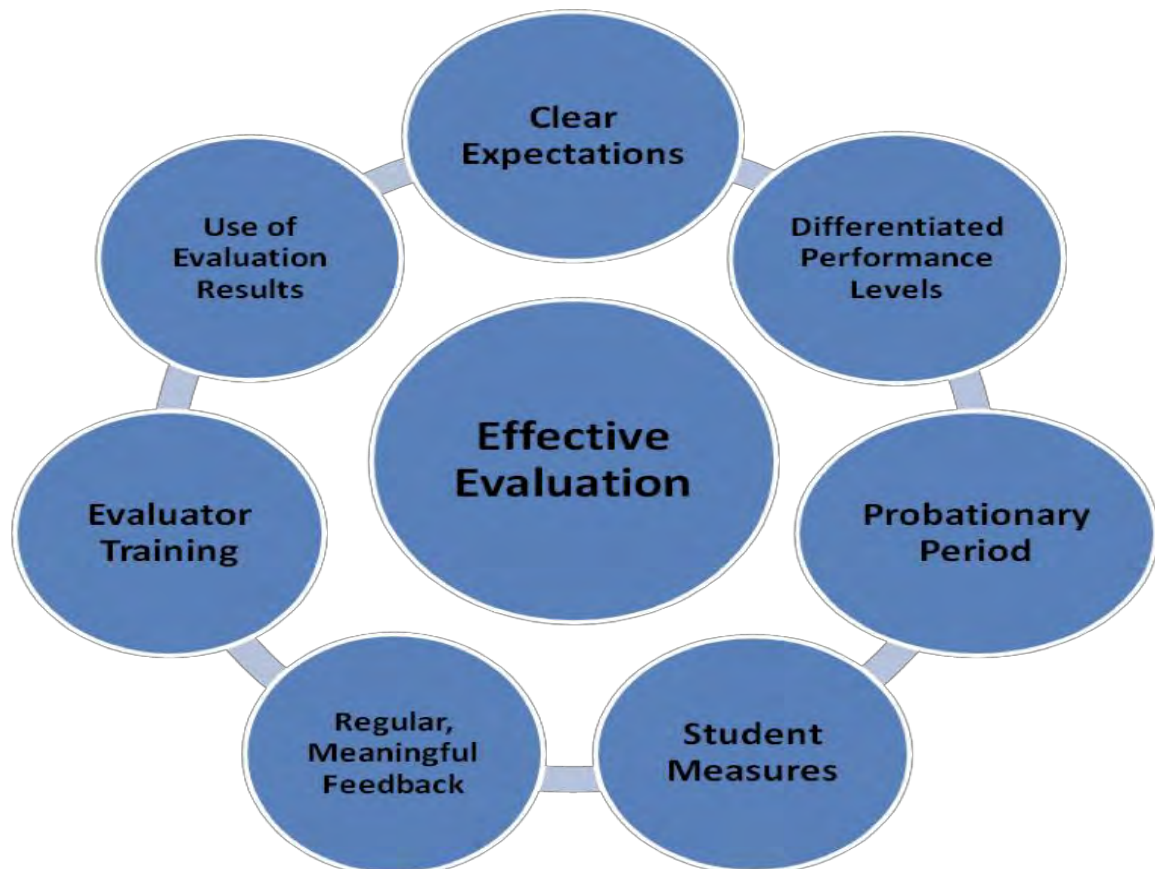 Clear
Expectations
Differentiated
Performance
Levels
Probationary
Period
Student
Measures
Regular,
Meaningful
Feedback
Evaluator
Training
Use of
Evaluation
Results
Effective
Evaluation